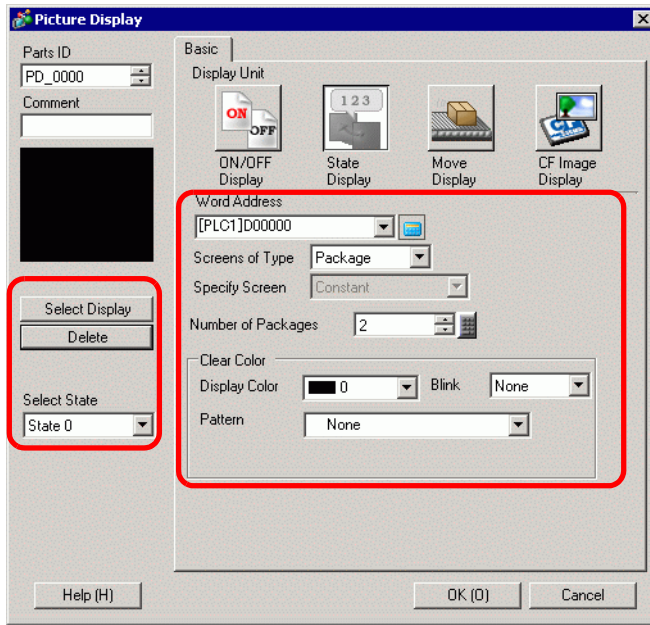 Picture Display
Parts ID
PD_0000
Comment
Select Display
Delete
Select State
State 0
Basic
Display Unit
ON
OFF
ON/OFF
Display
123
State
Display
Move
Display
CF Image
Display
Word Address
[PLC1]D00000
Screens of Type Package
Specify Screen Constant
Number of Packages 2
Clear Color
Display Color 0 Blink None
Pattern None
Help (H)
OK (O)
Cancel